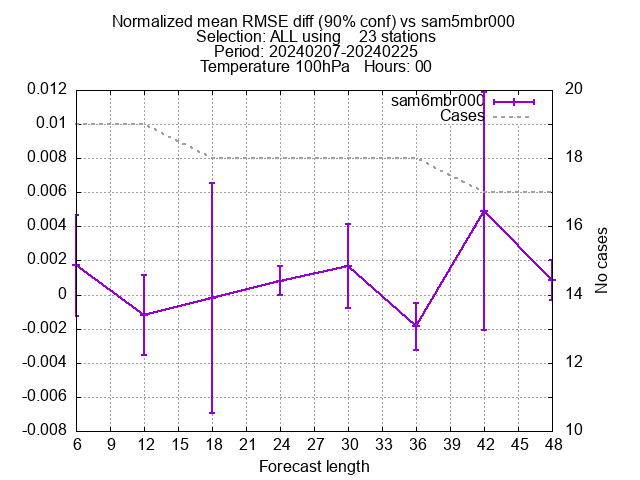 Normalized mean RMSE diff (90% conf) vs sam5mbr000
Selection: ALL using    23 stations
Period: 20240207-20240225
Temperature 100hPa   Hours: 00
sam6mbr000
Cases
0.012
0.01
0.008
0.006
0.004
0.002
0
-0.002
-0.004
-0.006
-0.008
20
18
16
14
12
10
No cases
6 9 12 15 18 21 24 27 30 33 36 39 42 45 48
Forecast length